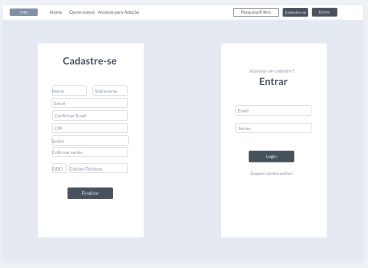 logo Home Quem somos Animais para Adoção Pesquisa/Filtro Cadastre-se Entrar
Cadastre-se
Nome Sobrenome
Email
Confirmar Email
CPF
Senha
Cofirmar senha
DDD Celular/Telefone
Finalizar
Já possui um cadastro ?
Entrar
Email
Senha
Login
Esqueci minha senha !